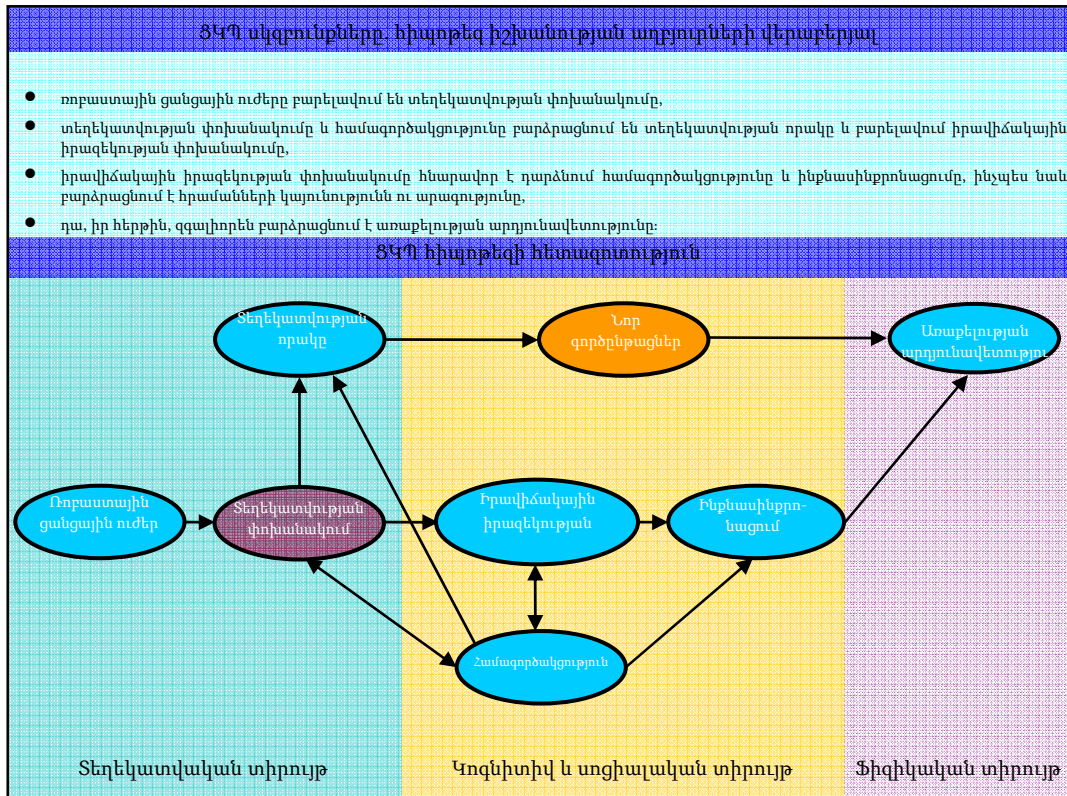 ՑԿՊ սկզբունքները. հիպոթեզ իշխանության աղբյուրների վերաբերյալ
● ռոբաստային ցանցային ուժերը բարելավում են տեղեկատվության փոխանակումը,
● տեղեկատվության փոխանակումը և համագործակցությունը բարձրացնում են տեղեկատվության որակը և բարելավում իրավիճակային
իրազեկության փոխանակումը,
● իրավիճակային իրազեկության փոխանակումը հնարավոր է դարձնում համագործակցությունը և ինքնասինքրոնացումը, ինչպես նաև
բարձրացնում է հրամանների կայունությունն ու արագությունը,
● դա, իր հերթին, զգալիորեն բարձրացնում է առաքելության արդյունավետությունը:
ՑԿՊ հիպոթեզի հետազոտություն
Տեղեկատվության
որակը
Նոր
գործընթացներ
Առաքելության
արդյունավետությու
Ռոբաստային
ցանցային ուժեր
Տեղեկատվության
փոխանակում
Իրավիճակային
իրազեկության
Ինքնասինքրո-
նացում
Համագործակցություն
Տեղեկատվական տիրույթ
Կոգնիտիվ և սոցիալական տիրույթ
Ֆիզիկական տիրույթ